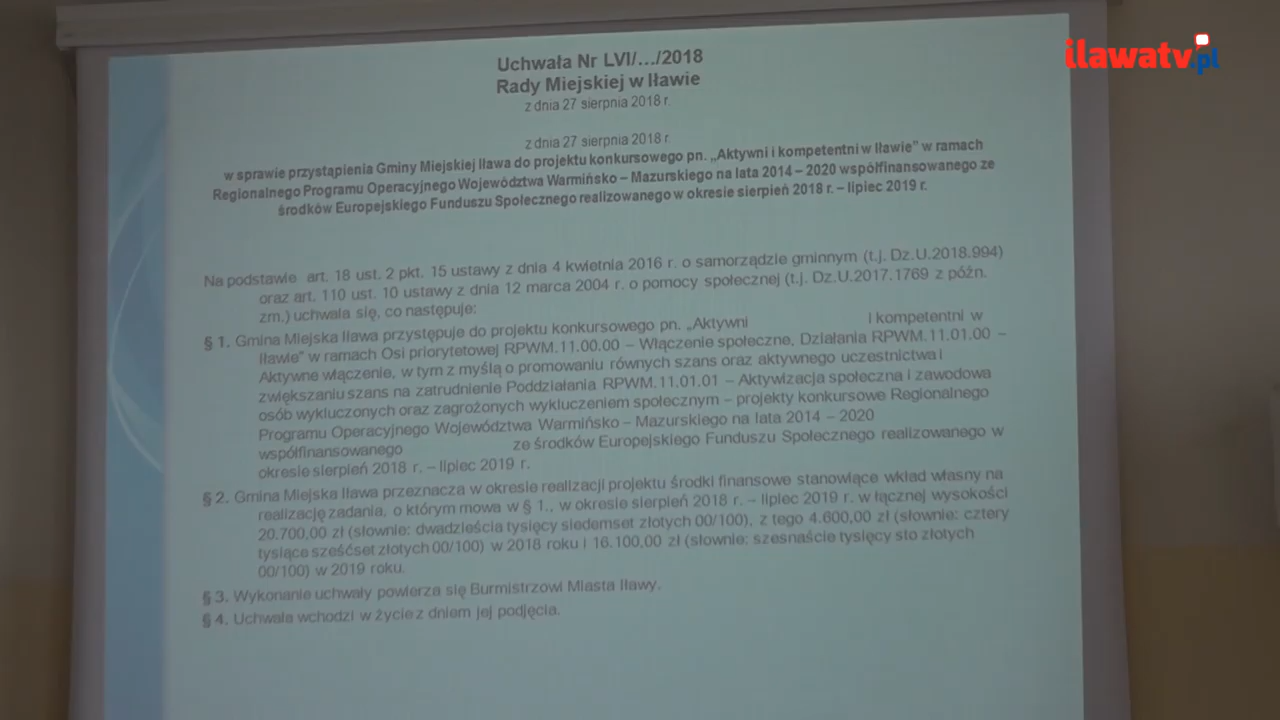 ilawatv.pl
Uchwała Nr LVI/.../2018
Rady Miejskiej w Iławie
z dnia 27 sierpnia 2018 r.
z dnia 27 sierpnia 2018 r
w sprawie przystąpienia Gminy Miejskiej Iława do projektu konkursowego pn. „Aktywni i kompetentni w Iławie” w ramach
Regionalnego Programu Operacyjnego Województwa Warmińsko – Mazurskiego na lata 2014 – 2020 współfinansowanego ze
środków Europejskiego Funduszu Społecznego realizowanego w okresie sierpień 2018 r. – lipiec 2019 r.
Na podstawie art. 18 ust. 2 pkt. 15 ustawy z dnia 4 kwietnia 2016 r. o samorządzie gminnym (t.j. Dz.U.2018.994)
oraz art. 110 ust. 10 ustawy z dnia 12 marca 2004 r. o pomocy społecznej (t.j. Dz.U.2017.1769 z późn.
zm.) uchwala się, co następuje:
§ 1. Gmina Miejska Iława przystępuje do projektu konkursowego pn. „Aktywni i kompetentni w
Iławie” w ramach Osi priorytetowej RPWM.11.00.00 – Włączenie społeczne, Działania RPWM.11.01.00 –
Aktywne włączenie, w tym z myślą o promowaniu równych szans oraz aktywnego uczestnictwa i
zwiększaniu szans na zatrudnienie Poddziałania RPWM.11.01.01 – Aktywizacja społeczna i zawodowa
osób wykluczonych oraz zagrożonych wykluczeniem społecznym – projekty konkursowe Regionalnego
Programu Operacyjnego Województwa Warmińsko – Mazurskiego na lata 2014 – 2020
współfinansowanego ze środków Europejskiego Funduszu Społecznego realizowanego w
okresie sierpień 2018 r. – lipiec 2019 r.
§ 2. Gmina Miejska Iława przeznacza w okresie realizacji projektu środki finansowe stanowiące wkład własny na
realizację zadania, o którym mowa w § 1., w okresie sierpień 2018 r. – lipiec 2019 r. w łącznej wysokości
20.700,00 zł (słownie: dwadzieścia tysięcy siedemset złotych 00/100), z tego 4.600,00 zł (słownie: cztery
tysiące sześćset złotych 00/100) w 2018 roku i 16.100,00 zł (słownie: szesnaście tysięcy sto złotych
00/100) w 2019 roku.
§ 3. Wykonanie uchwały powierza się Burmistrzowi Miasta Iławy.
§ 4. Uchwała wchodzi w życie z dniem jej podjęcia.